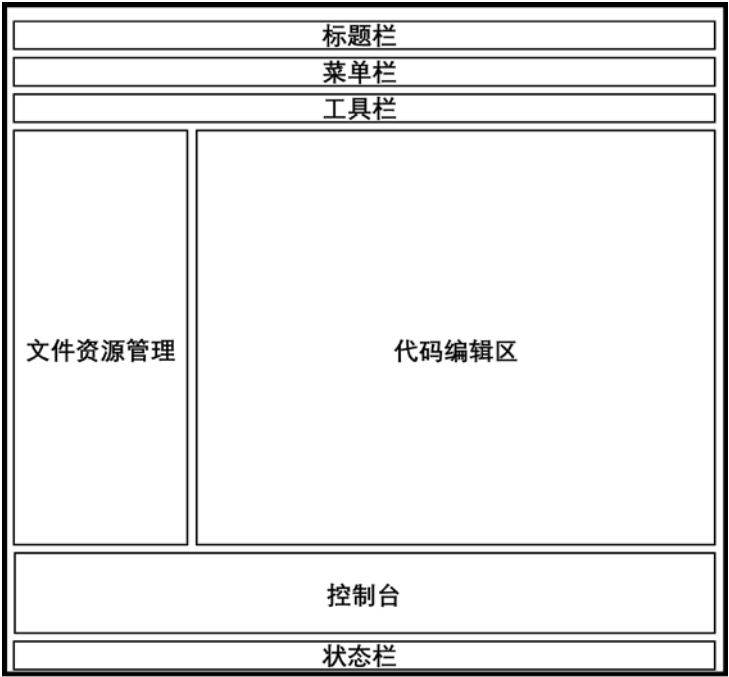 标题栏
菜单栏
工具栏
文件资源管理
代码编辑区
控制台
状态栏